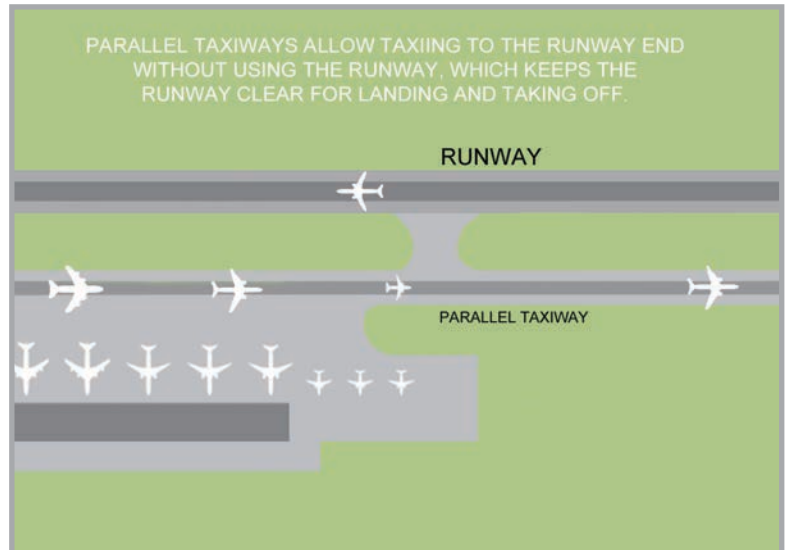 PARALLEL TAXIWAYS ALLOW TAXIING TO THE RUNWAY END
WITHOUT USING THE RUNWAY, WHICH KEEPS THE
RUNWAY CLEAR FOR LANDING AND TAKING OFF.
RUNWAY
PARALLEL TAXIWAY